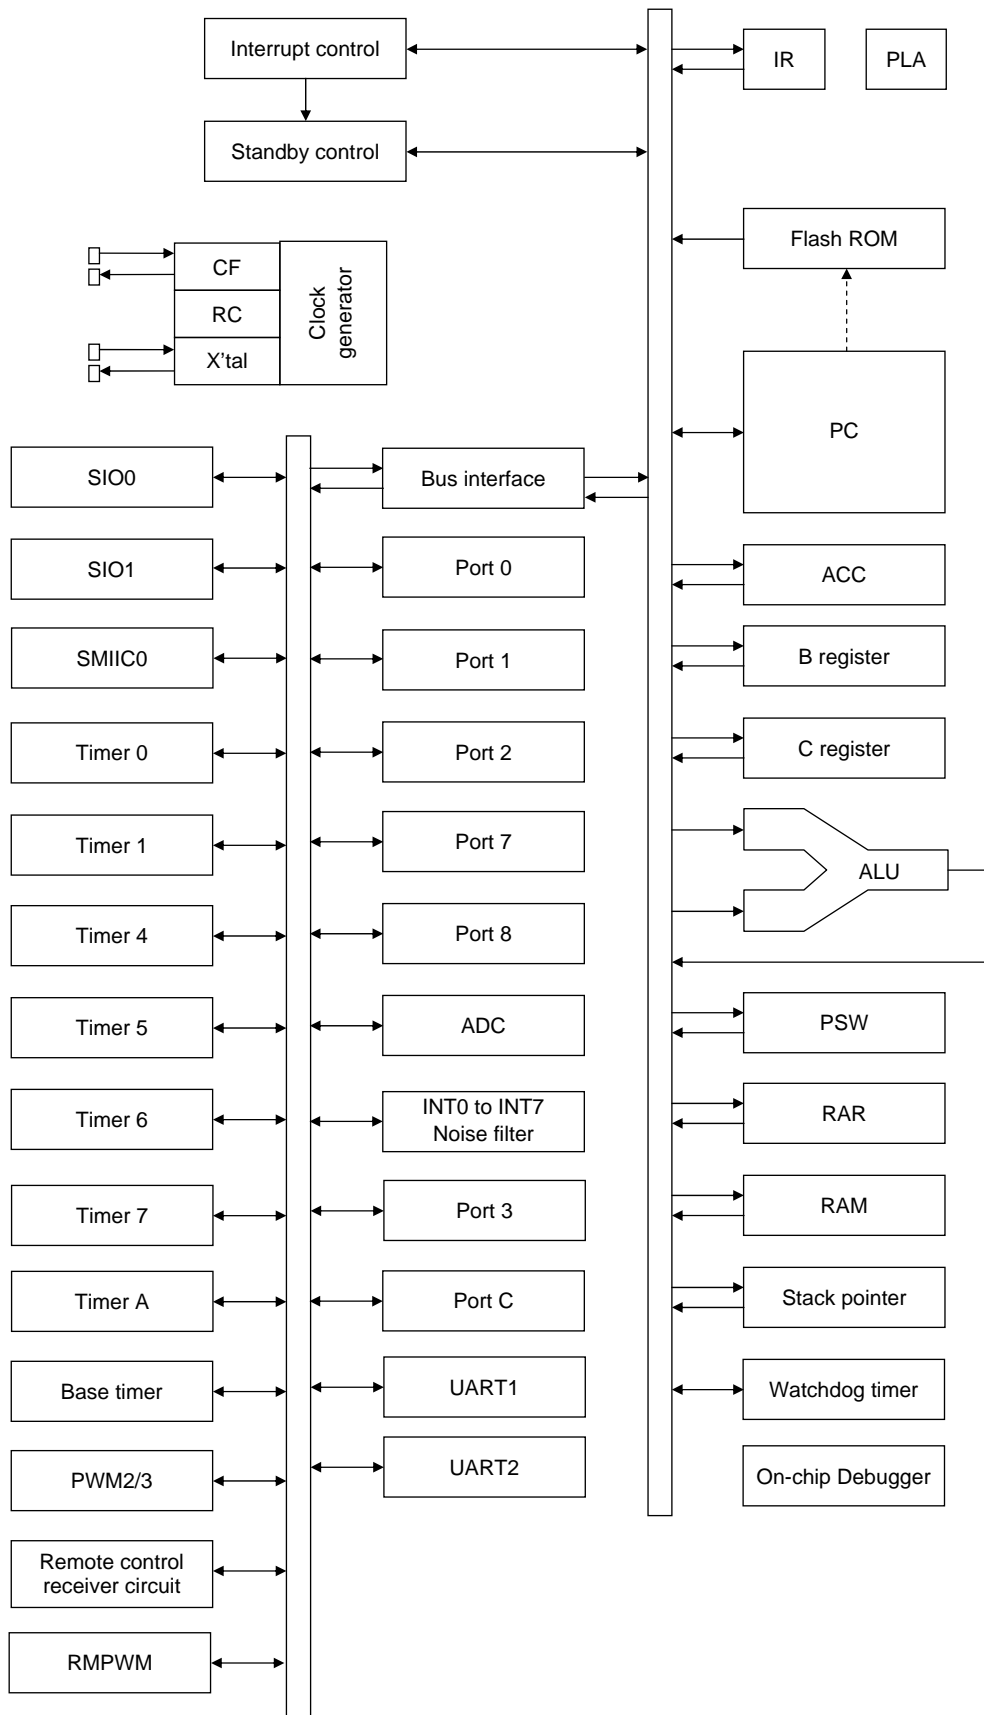 Interrupt control
IR
PLA
Standby control
Flash ROM
CF
RC
X'tal
Clock
generator
PC
SIO0
Bus interface
SIO1
Port 0
ACC
SMIIC0
Port 1
B register
Timer 0
Port 2
C register
Timer 1
Port 7
ALU
Timer 4
Port 8
Timer 5
ADC
PSW
Timer 6
INT0 to INT7
Noise filter
RAR
Timer 7
Port 3
RAM
Timer A
Port C
Stack pointer
Base timer
UART1
Watchdog timer
PWM2/3
UART2
On-chip Debugger
Remote control
receiver circuit
RMPWM